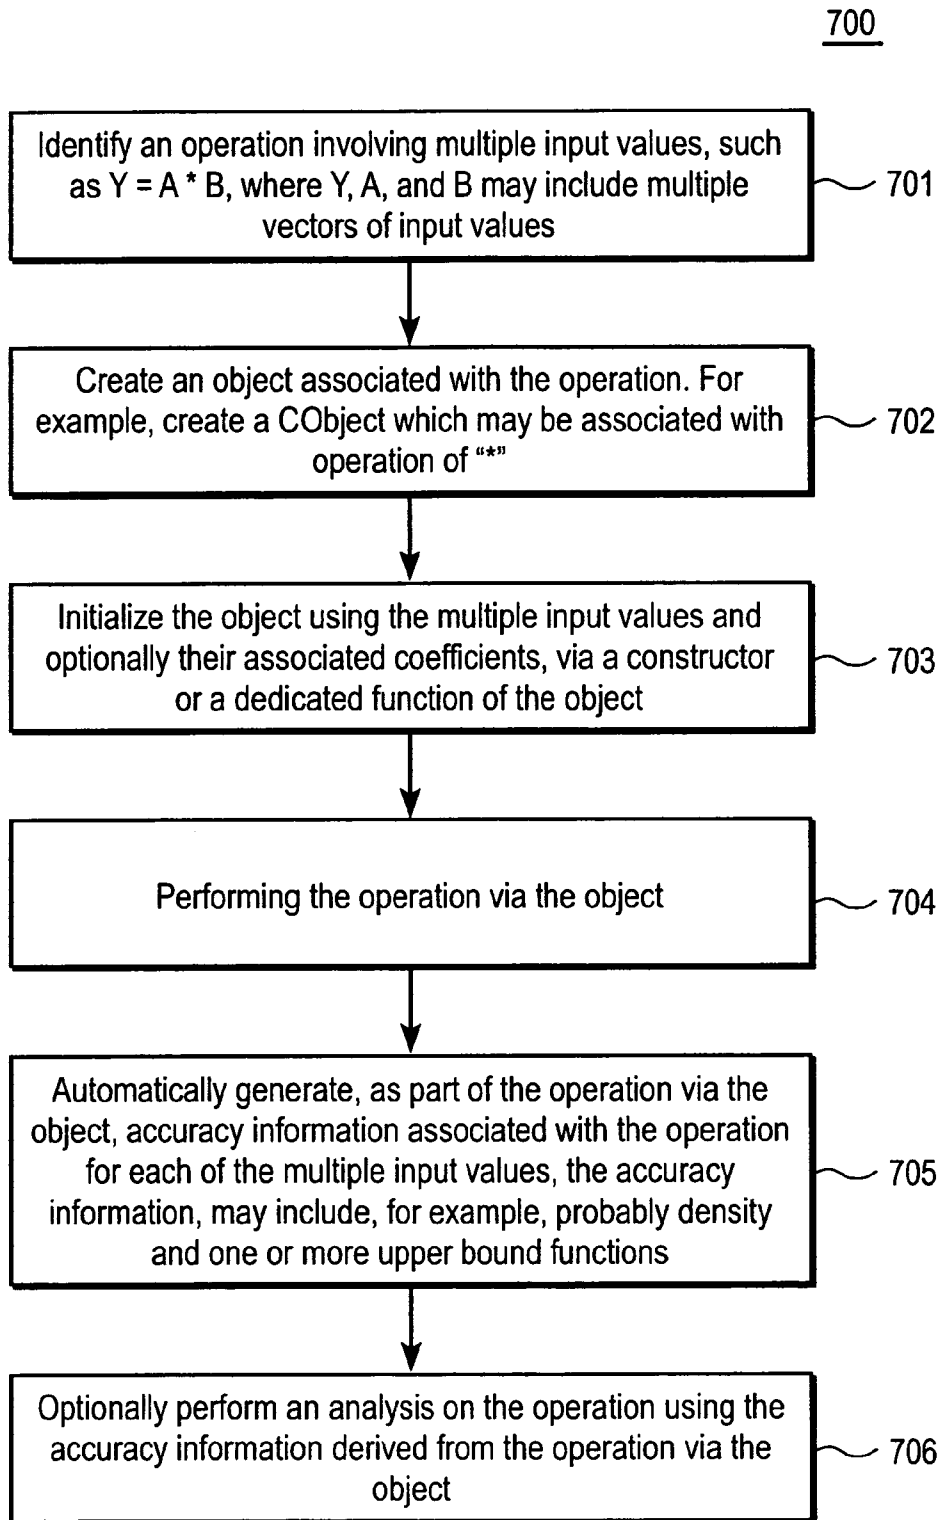 700
Identify an operation involving multiple input values, such
as Y = A * B, where Y, A, and B may include multiple
vectors of input values
701
Create an object associated with the operation. For
example, create a CObject which may be associated with
operation of “*”
702
Initialize the object using the multiple input values and
optionally their associated coefficients, via a constructor
or a dedicated function of the object
703
Performing the operation via the object
704
Automatically generate, as part of the operation via the
object, accuracy information associated with the operation
for each of the multiple input values, the accuracy
information, may include, for example, probably density
and one or more upper bound functions
705
Optionally perform an analysis on the operation using the
accuracy information derived from the operation via the
object
706